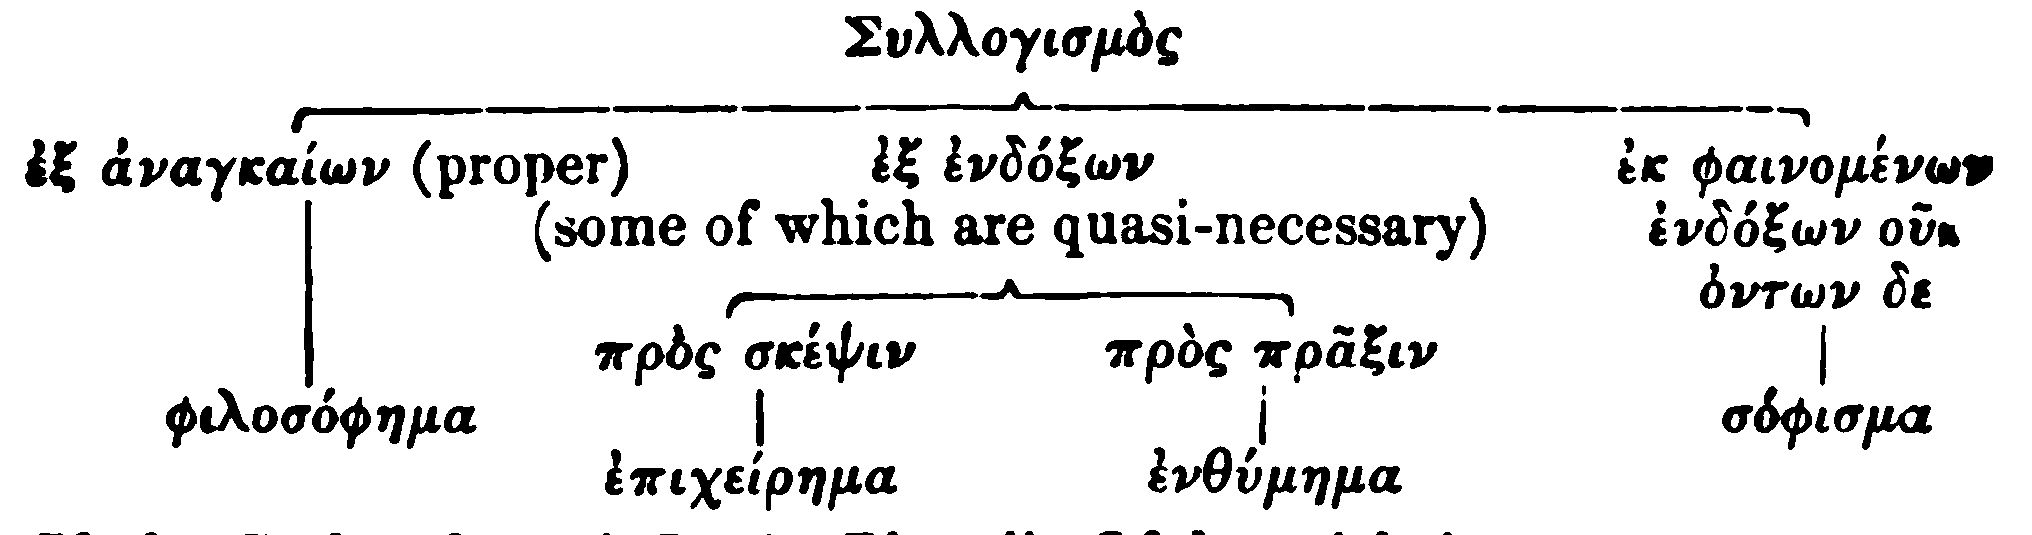 Συλλογισμὸς
ἐξ ἀναγκαίων (proper) ἐξ ἐνδόξων ἐκ φαινομένων
(some of which are quasi-necessary) ἐνδόξων οὖκ
ὀντων δε
πρὸς σκέψιν πρὸς πρᾶξιν
φιλοσόφημα σόφισμα
ἐπιχείρημα ἐνθύμημα